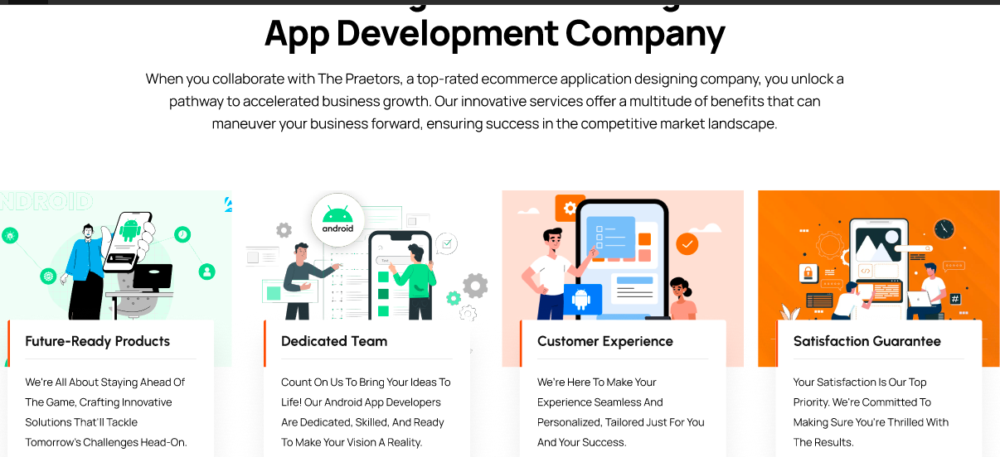 App Development Company
When you collaborate with The Praetors, a top-rated ecommerce application designing company, you unlock a
pathway to accelerated business growth. Our innovative services offer a multitude of benefits that can
maneuver your business forward, ensuring success in the competitive market landscape.
NDROID
android
Text
Future-Ready Products
We're All About Staying Ahead Of
The Game, Crafting Innovative
Solutions That'll Tackle
Tomorrow's Challenges Head-On.
Dedicated Team
Count On Us To Bring Your Ideas To
Life! Our Android App Developers
Are Dedicated, Skilled, And Ready
To Make Your Vision A Reality.
Customer Experience
We're Here To Make Your
Experience Seamless And
Personalized, Tailored Just For You
And Your Success.
#
Satisfaction Guarantee
Your Satisfaction Is Our Top
Priority. We're Committed To
Making Sure You're Thrilled With
The Results.